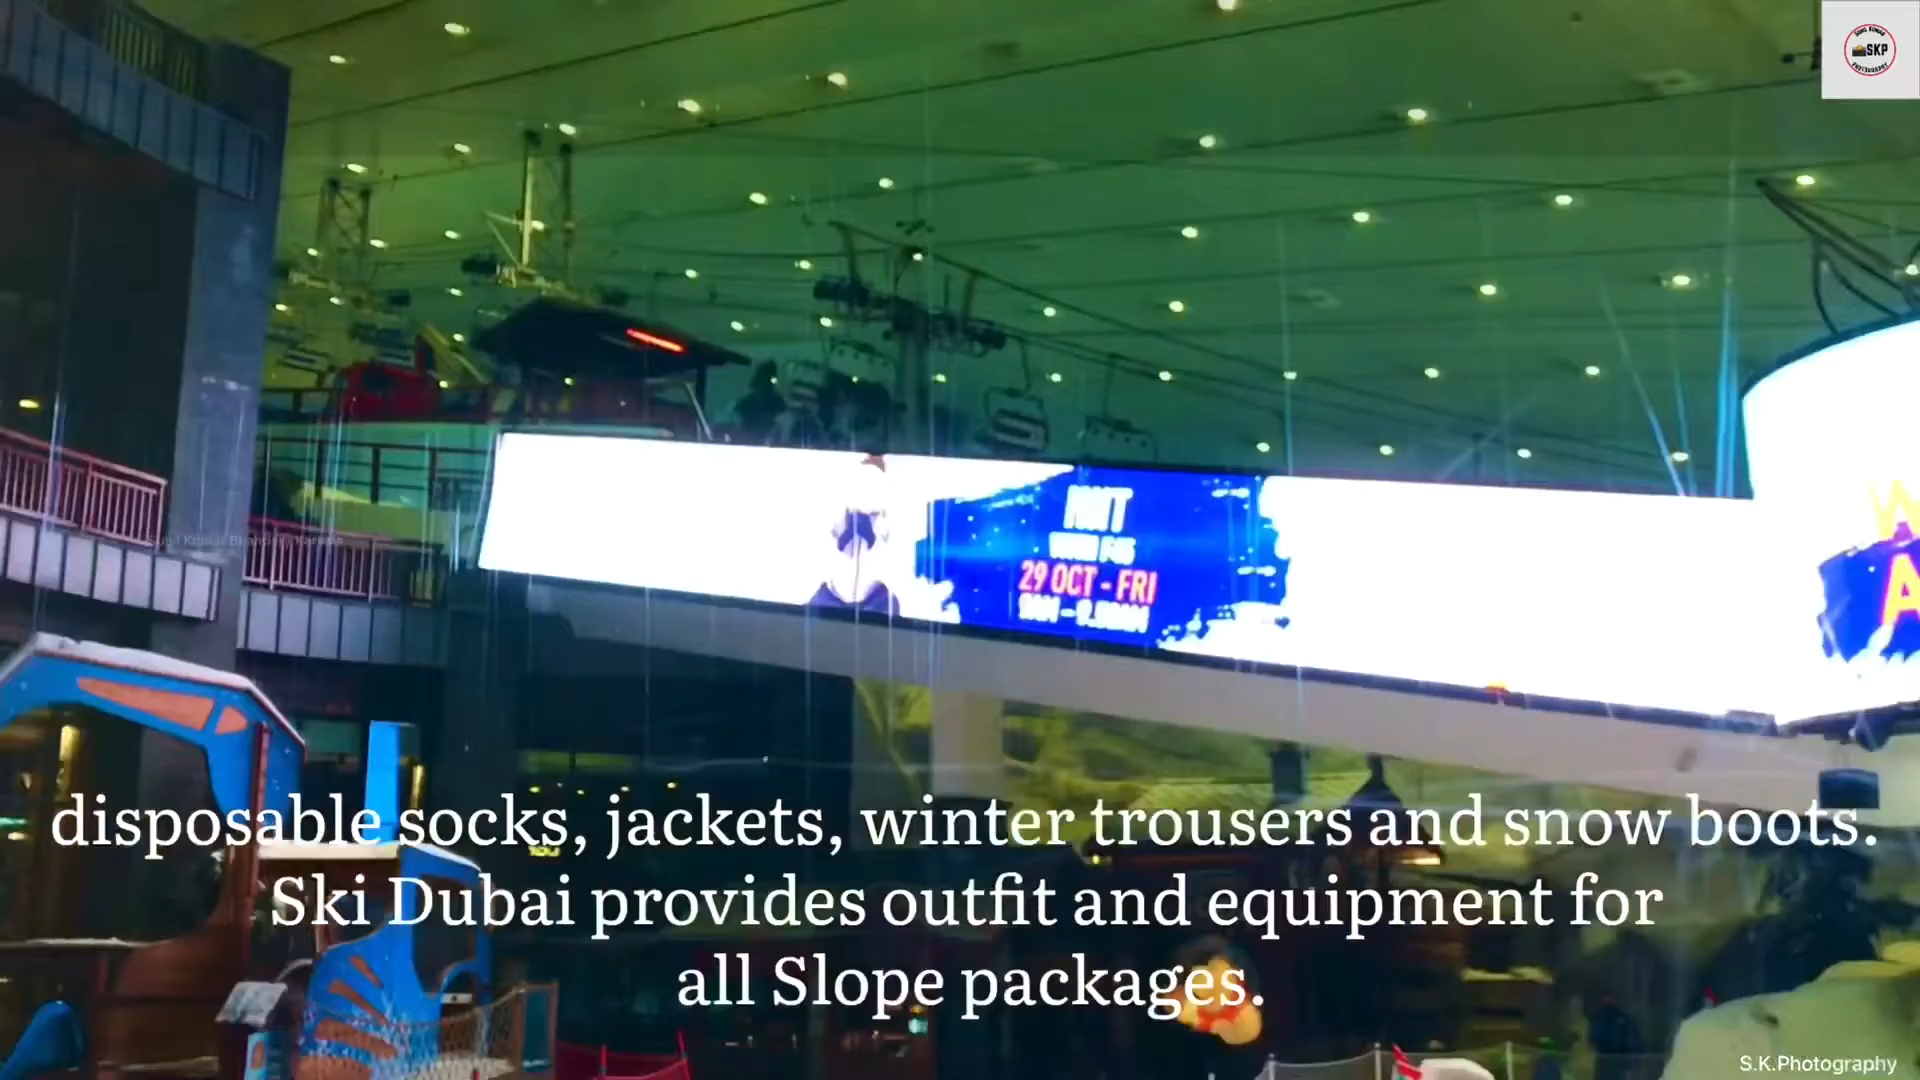 SKP
PHOTOGRAPHY
29 OCT - FRI
disposable socks, jackets, winter trousers and snow boots.
Ski Dubai provides outfit and equipment for
all Slope packages.
S.K.Photography